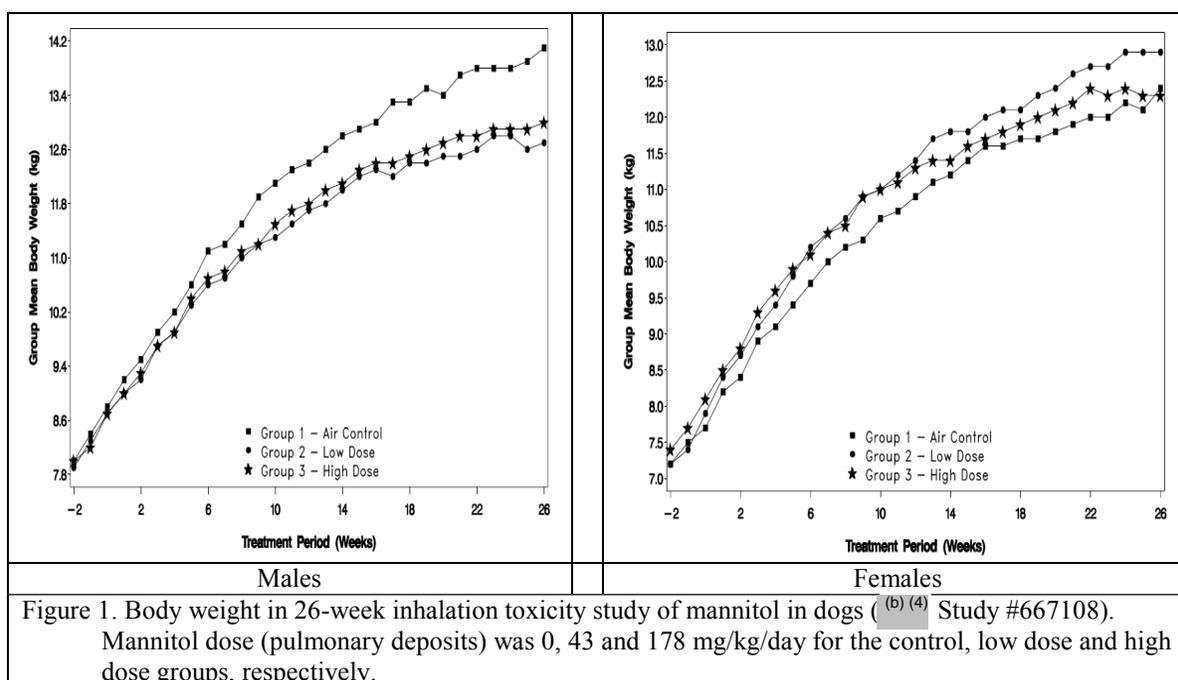 14.2
13.4
12.6
11.8
11.0
10.2
9.4
8.6
7.8
Group Mean Body Weight (kg)
Group 1 – Air Control
Group 2 – Low Dose
Group 3 – High Dose
−2 2 6 10 14 18 22 26
Treatment Period (Weeks)
13.0
12.5
12.0
11.5
11.0
10.5
10.0
9.5
9.0
8.5
8.0
7.5
7.0
Group Mean Body Weight (kg)
Group 1 – Air Control
Group 2 – Low Dose
Group 3 – High Dose
−2 2 6 10 14 18 22 26
Treatment Period (Weeks)
Males Females
Figure 1. Body weight in 26-week inhalation toxicity study of mannitol in dogs ( (b) (4) Study #667108).
Mannitol dose (pulmonary deposits) was 0, 43 and 178 mg/kg/day for the control, low dose and high
dose groups, respectively.